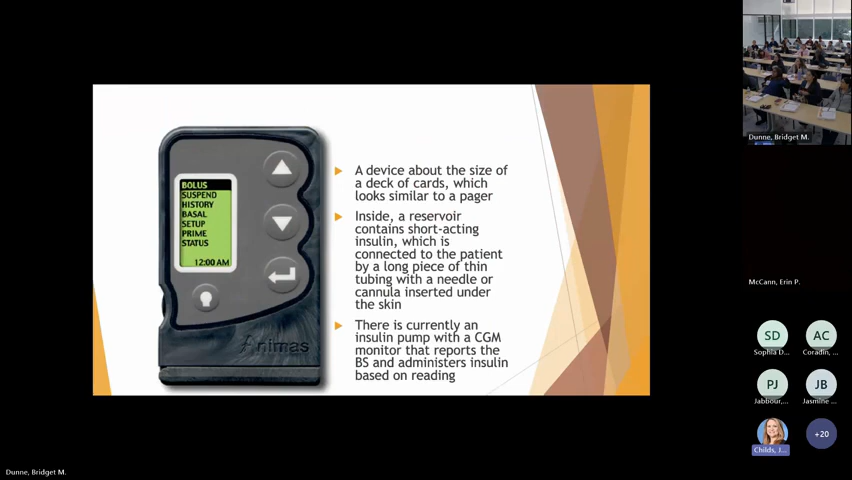 BOLUS
SUSPEND
HISTORY
BASAL
SETUP
PRIME
STATUS
12:00 AM
Animas
A device about the size of
a deck of cards, which
looks similar to a pager
Inside, a reservoir
contains short-acting
insulin, which is
connected to the patient
by a long piece of thin
tubing with a needle or
cannula inserted under
the skin
There is currently an
insulin pump with a CGM
monitor that reports the
BS and administers insulin
based on reading
Dunne, Bridget M.
McCann, Erin P.
SD
AC
Sophia D...
Coradin, ...
PJ
JB
Jabbour,...
Jasmine ...
+20
Childs, J...
Dunne, Bridget M.